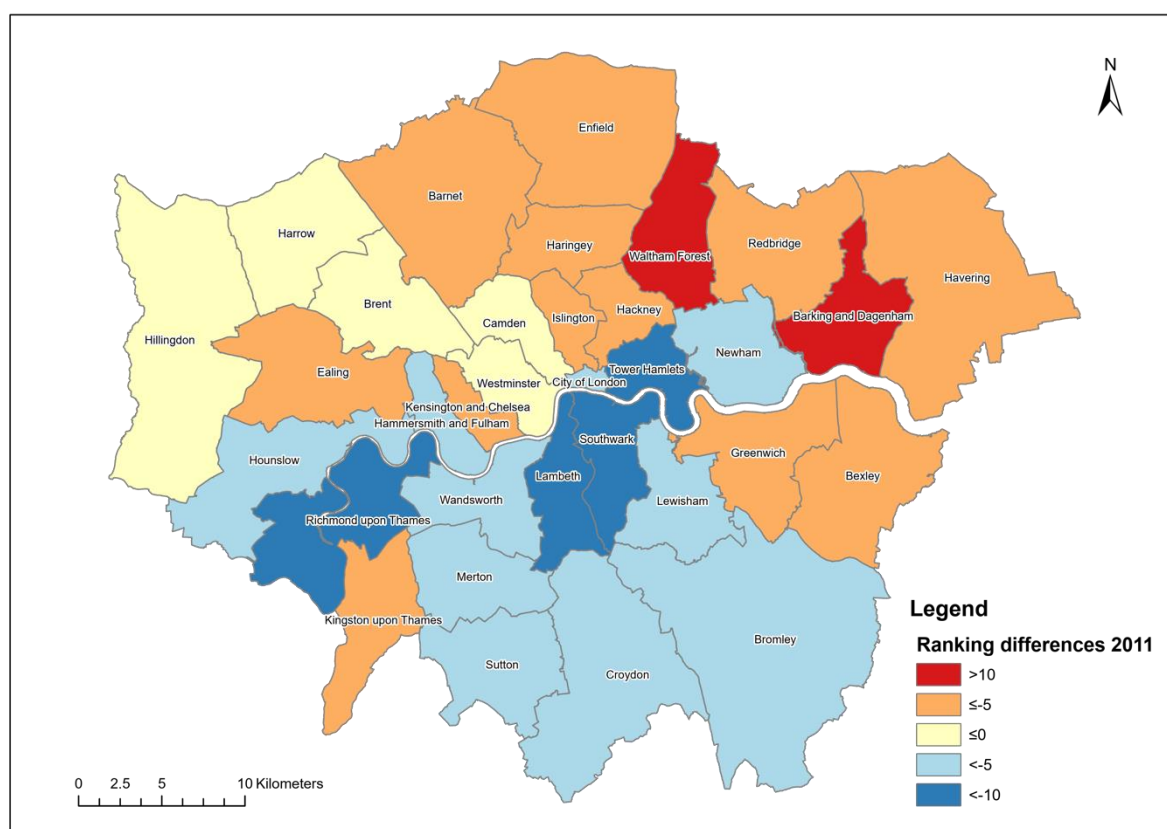 N
Enfield
Barnet
Harrow
Haringey
Waltham Forest
Redbridge
Havering
Brent
Hillingdon
Camden
Islington
Hackney
Barking and Dagenham
Newham
Ealing
Westminster
City of London
Tower Hamlets
Kensington and Chelsea
Hammersmith and Fulham
Hounslow
Southwark
Greenwich
Bexley
Lambeth
Wandsworth
Lewisham
Richmond upon Thames
Merton
Kingston upon Thames
Sutton
Croydon
Bromley
Legend
Ranking differences 2011
>10
≤-5
≤0
<-5
<-10
0 2.5 5 10 Kilometers